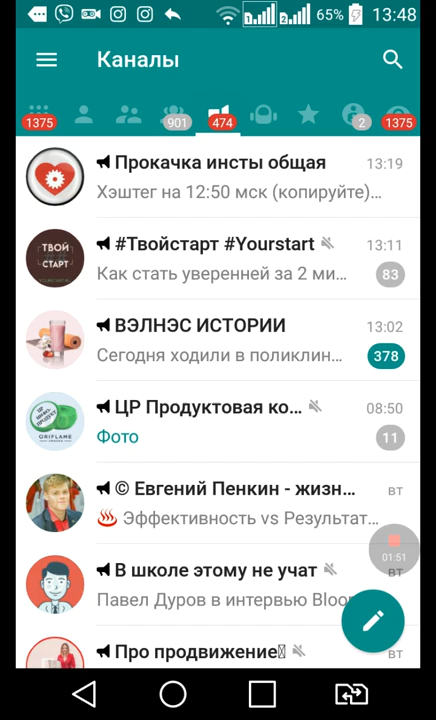 65% 13:48
Каналы
1375 901 474 2 1375
Прокачка инсты общая 13:19
Хэштег на 12:50 мск (копируйте)...
ТВОЙ
СТАРТ
#Твойстарт #Yourstart 13:11
Как стать уверенней за 2 ми... 83
ВЭЛНЭС ИСТОРИИ 13:02
Сегодня ходили в поликлин... 378
ЦР Продуктовая ко... 08:50
Фото 11
ORIFLAME
© Евгений Пенкин - жизн... вт
♨ Эффективность vs Результат...
01:51
В школе этому не учат вт
Павел Дуров в интервью Bloo
Про продвижение вт